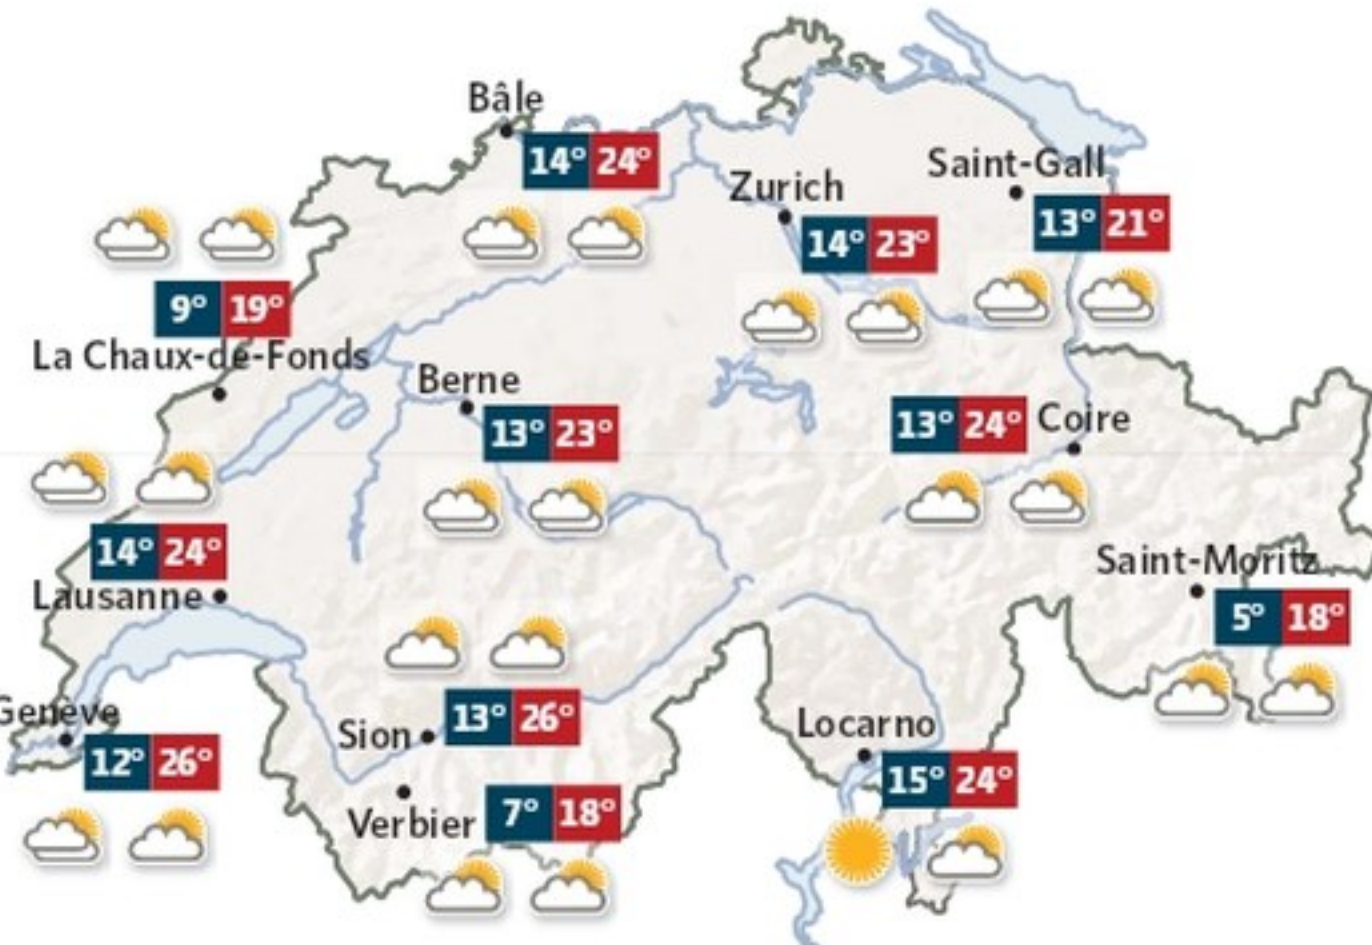 Bâle
14° 24°
Zurich
14° 23°
Saint-Gall
13° 21°
9° 19°
La Chaux-de-Fonds
Berne
13° 23°
13° 24° Coire
14° 24°
Lausanne
Saint-Moritz
5° 18°
Genève
12° 26°
Sion 13° 26°
Verbier 7° 18°
Locarno
15° 24°